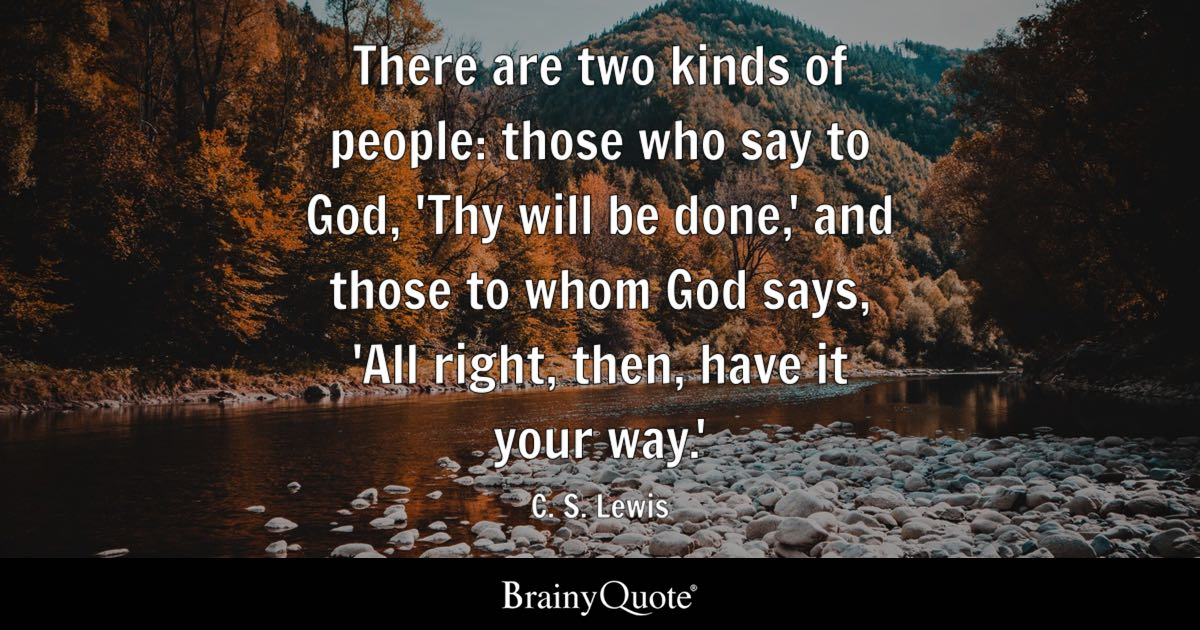 There are two kinds of
people: those who say to
God, 'Thy will be done,' and
those to whom God says,
'All right, then, have it
your way.'
C. S. Lewis
BrainyQuote®